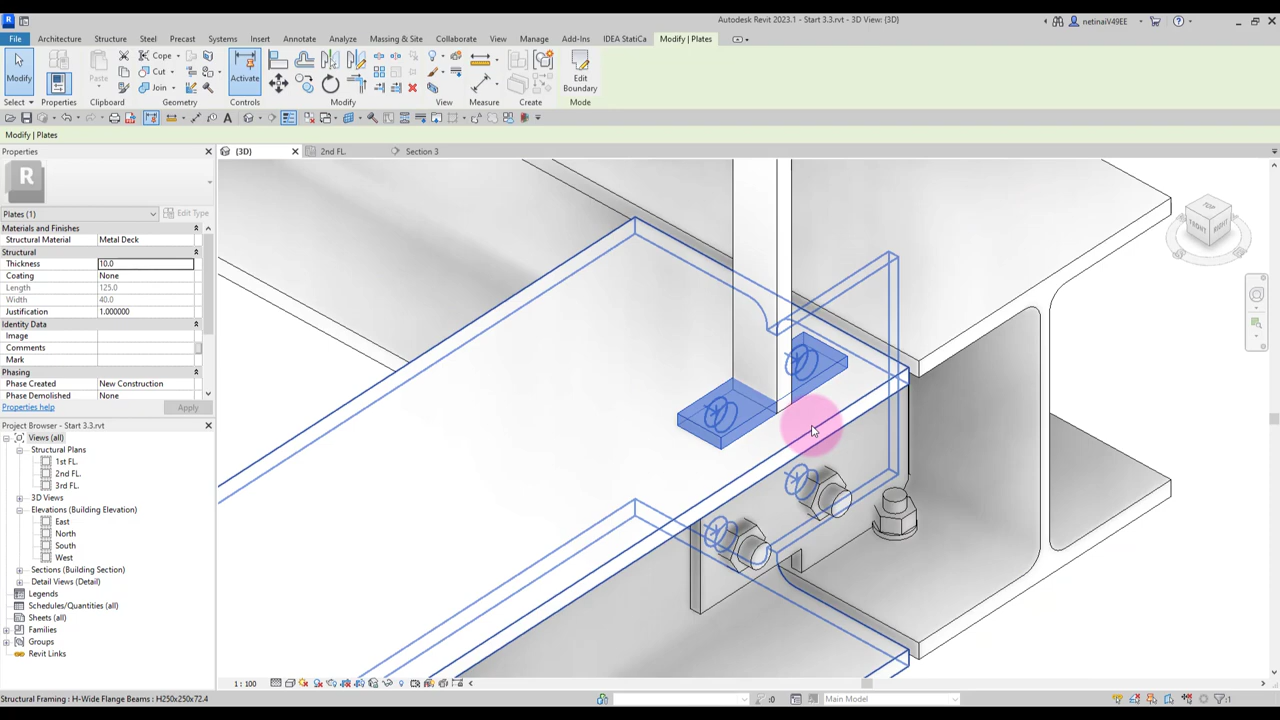 Autodesk Revit 2023.1 - Start 3.3.rvt - 3D View: {3D}
netinaiV49EE
File Architecture Structure Steel Precast Systems Insert Annotate Analyze Massing & Site Collaborate View Manage Add-Ins IDEA StatiCa Modify | Plates
Modify
Paste
Cope
Cut
Join
Activate
Edit
Boundary
Select Properties Clipboard Geometry Controls Modify View Measure Create Mode
Modify | Plates
Properties
{3D}
2nd FL.
Section 3
R
Plates (1)
Edit Type
Materials and Finishes
Structural Material Metal Deck
Structural
Thickness 10.0
Coating None
Length 125.0
Width 40.0
Justification 1.000000
Identity Data
Image
Comments
Mark
Phasing
Phase Created New Construction
Phase Demolished None
Properties help
Apply
Project Browser - Start 3.3.rvt
Views (all)
Structural Plans
1st FL.
2nd FL.
3rd FL.
3D Views
Elevations (Building Elevation)
East
North
South
West
Sections (Building Section)
Detail Views (Detail)
Legends
Schedules/Quantities (all)
Sheets (all)
Families
Groups
Revit Links
TOP
FRONT
RIGHT
1 : 100
Structural Framing : H-Wide Flange Beams : H250x250x72.4
:0
Main Model
:1